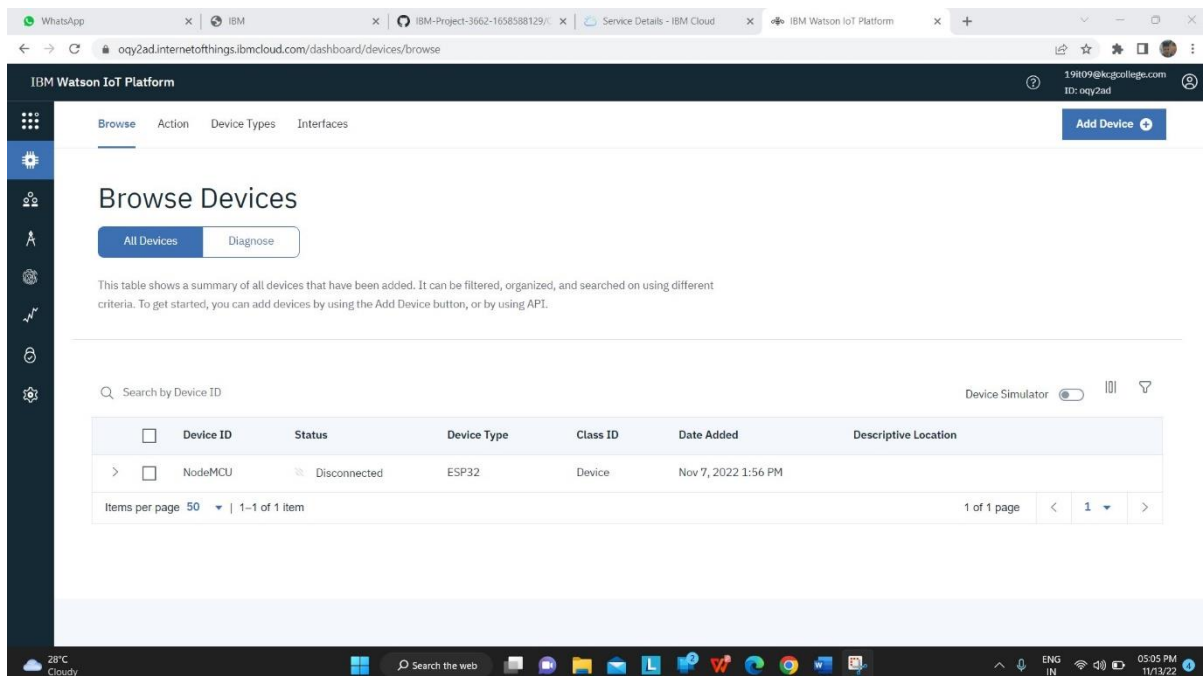 WhatsApp IBM IBM-Project-3662-1658588129/ Service Details - IBM Cloud IBM Watson IoT Platform
oqy2ad.internetofthings.ibmcloud.com/dashboard/devices/browse
IBM Watson IoT Platform
19it09@kcgcollege.com
ID: oqy2ad
Browse Action Device Types Interfaces Add Device
Browse Devices
All Devices Diagnose
This table shows a summary of all devices that have been added. It can be filtered, organized, and searched on using different
criteria. To get started, you can add devices by using the Add Device button, or by using API.
Search by Device ID Device Simulator
Device ID Status Device Type Class ID Date Added Descriptive Location
NodeMCU Disconnected ESP32 Device Nov 7, 2022 1:56 PM
Items per page 50 | 1–1 of 1 item 1 of 1 page 1
28°C
Cloudy
Search the web
ENG
IN
05:05 PM
11/13/22